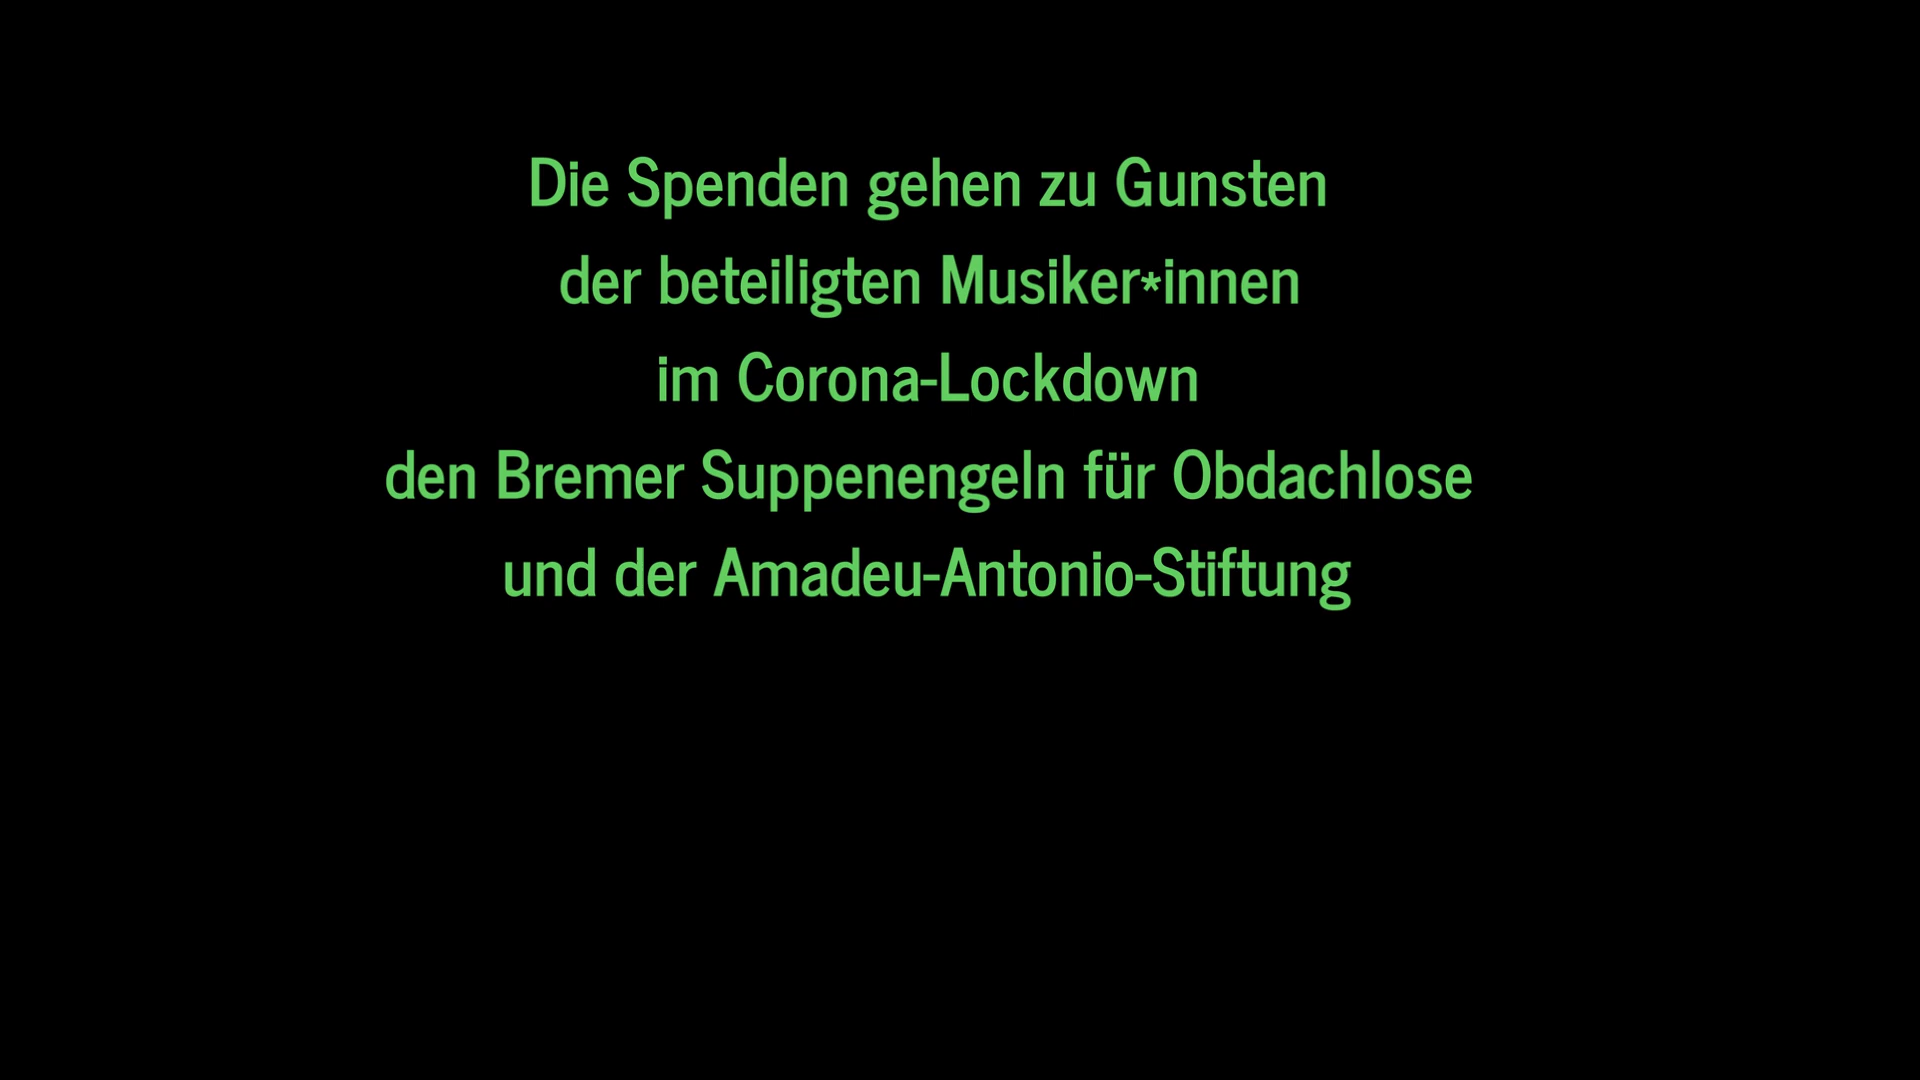 Die Spenden gehen zu Gunsten
der beteiligten Musiker*innen
im Corona-Lockdown
den Bremer Suppenengeln für Obdachlose
und der Amadeu-Antonio-Stiftung